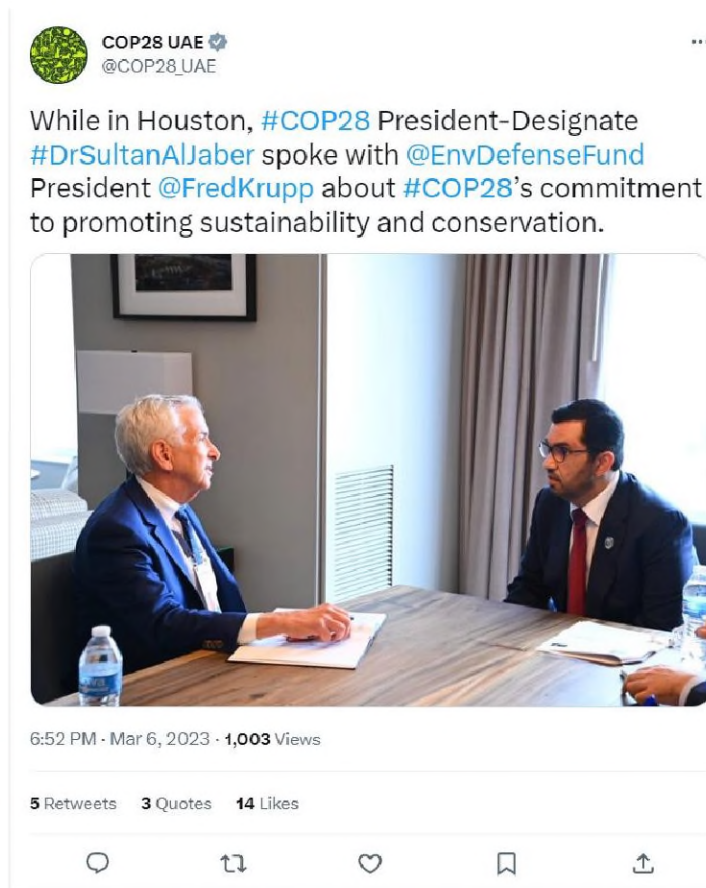 COP28 UAE
@COP28_UAE
While in Houston, #COP28 President-Designate
#DrSultanAlJaber spoke with @EnvDefenseFund
President @FredKrupp about #COP28's commitment
to promoting sustainability and conservation.
6:52 PM · Mar 6, 2023 · 1,003 Views
5 Retweets 3 Quotes 14 Likes